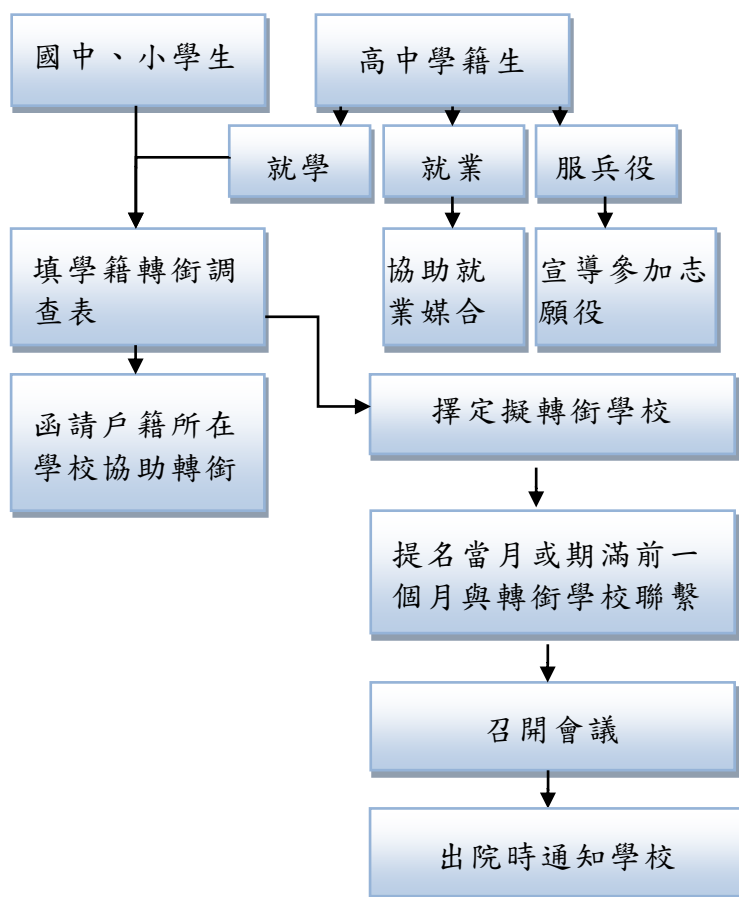 國中、小學生
高中學籍生
就學
就業
服兵役
填學籍轉銜調
查表
協助就
業媒合
宣導參加志
願役
函請戶籍所在
學校協助轉銜
擇定擬轉銜學校
提名當月或期滿前一
個月與轉銜學校聯繫
召開會議
出院時通知學校